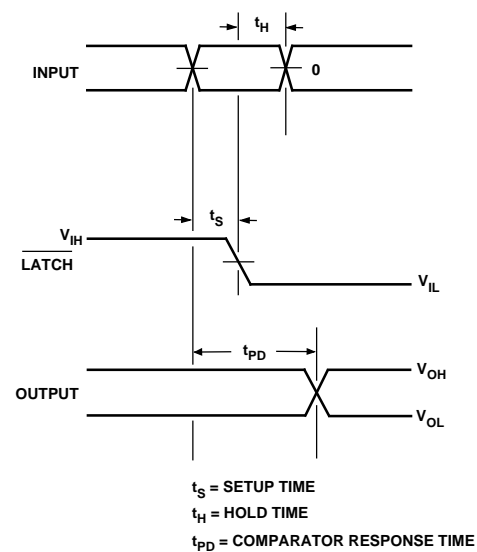 tH
INPUT
0
tS
VIH
LATCH
VIL
tPD
VOH
OUTPUT
VOL
tS = SETUP TIME
tH = HOLD TIME
tPD = COMPARATOR RESPONSE TIME